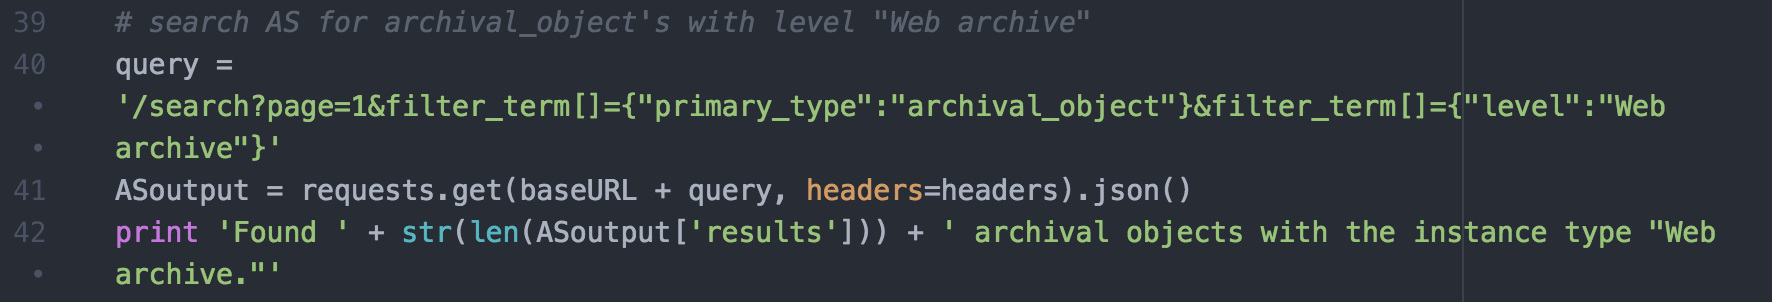 39 # search AS for archival_object's with level "Web archive"
40 query =
• '/search?page=1&filter_term[]={"primary_type":"archival_object"}&filter_term[]={"level":"Web
• archive"}'
41 ASoutput = requests.get(baseURL + query, headers=headers).json()
42 print 'Found ' + str(len(ASoutput['results'])) + ' archival objects with the instance type "Web
• archive."'